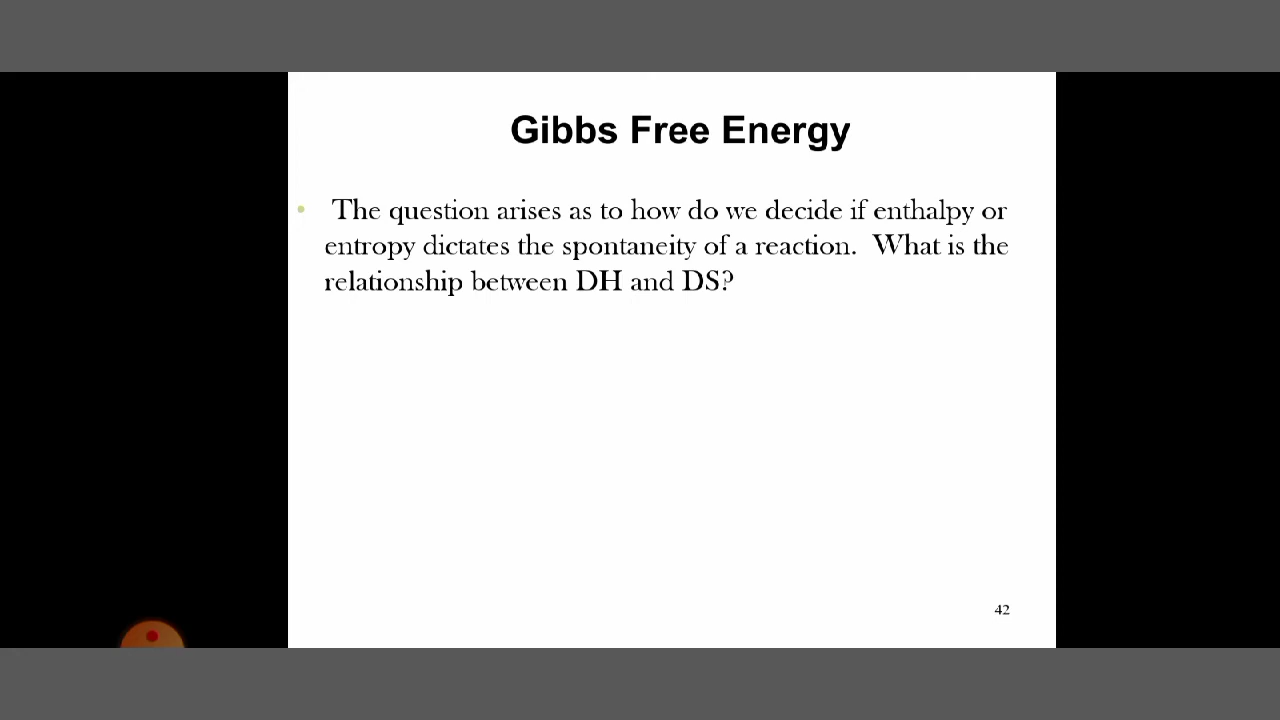 Gibbs Free Energy
• The question arises as to how do we decide if enthalpy or
entropy dictates the spontaneity of a reaction.  What is the
relationship between DH and DS?
42